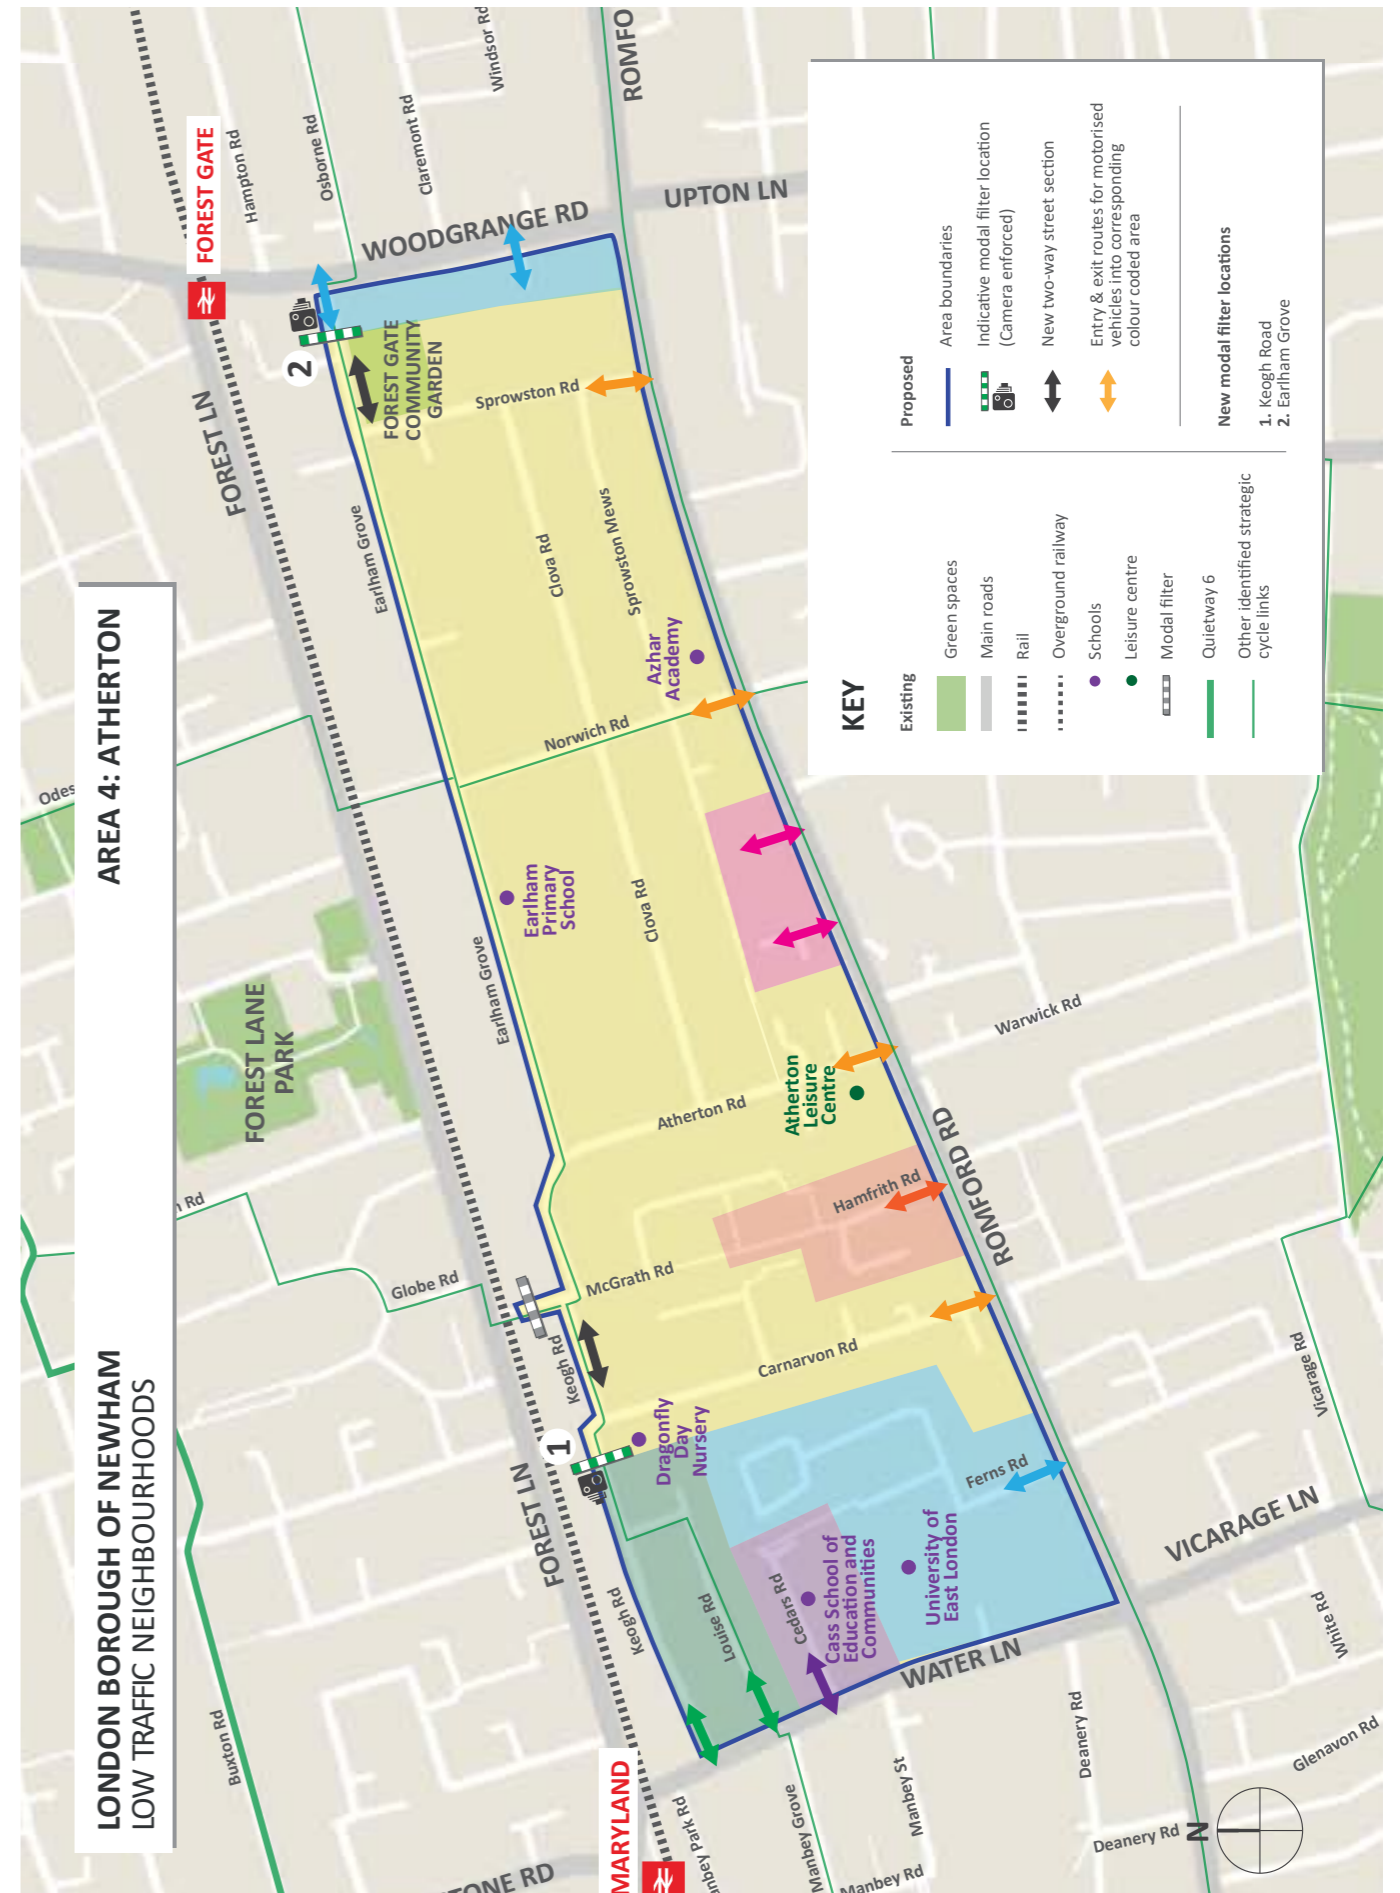 LONDON BOROUGH OF NEWHAM
LOW TRAFFIC NEIGHBOURHOODS
AREA 4: ATHERTON
Buxton Rd
Odes
FOREST LANE
PARK
Globe Rd
FOREST LN
FOREST LN
FOREST GATE
Hampton Rd
Osborne Rd
Claremont Rd
Windsor Rd
WOODGRANGE RD
UPTON LN
2
FOREST GATE
COMMUNITY
GARDEN
Sprowston Rd
Earlham Grove
Clova Rd
Sprowston Mews
Azhar
Academy
Norwich Rd
Earlham
Primary
School
Earlham Grove
Clova Rd
Atherton Rd
Atherton
Leisure
Centre
Warwick Rd
ROMFORD RD
Hamfrith Rd
McGrath Rd
Carnarvon Rd
Keogh Rd
1
Dragonfly
Day
Nursery
Ferns Rd
University of
East London
Cass School of
Education and
Communities
Cedars Rd
Louise Rd
Keogh Rd
WATER LN
VICARAGE LN
Vicarage Rd
White Rd
Glenavon Rd
Deanery Rd
Deanery Rd
Manbey St
Manbey Rd
Manbey Grove
MARYLAND
N
KEY
Existing
Green spaces
Main roads
Rail
Overground railway
Schools
Leisure centre
Modal filter
Quietway 6
Other identified strategic
cycle links
Proposed
Area boundaries
Indicative modal filter location
(Camera enforced)
New two-way street section
Entry & exit routes for motorised
vehicles into corresponding
colour coded area
New modal filter locations
1. Keogh Road
2. Earlham Grove